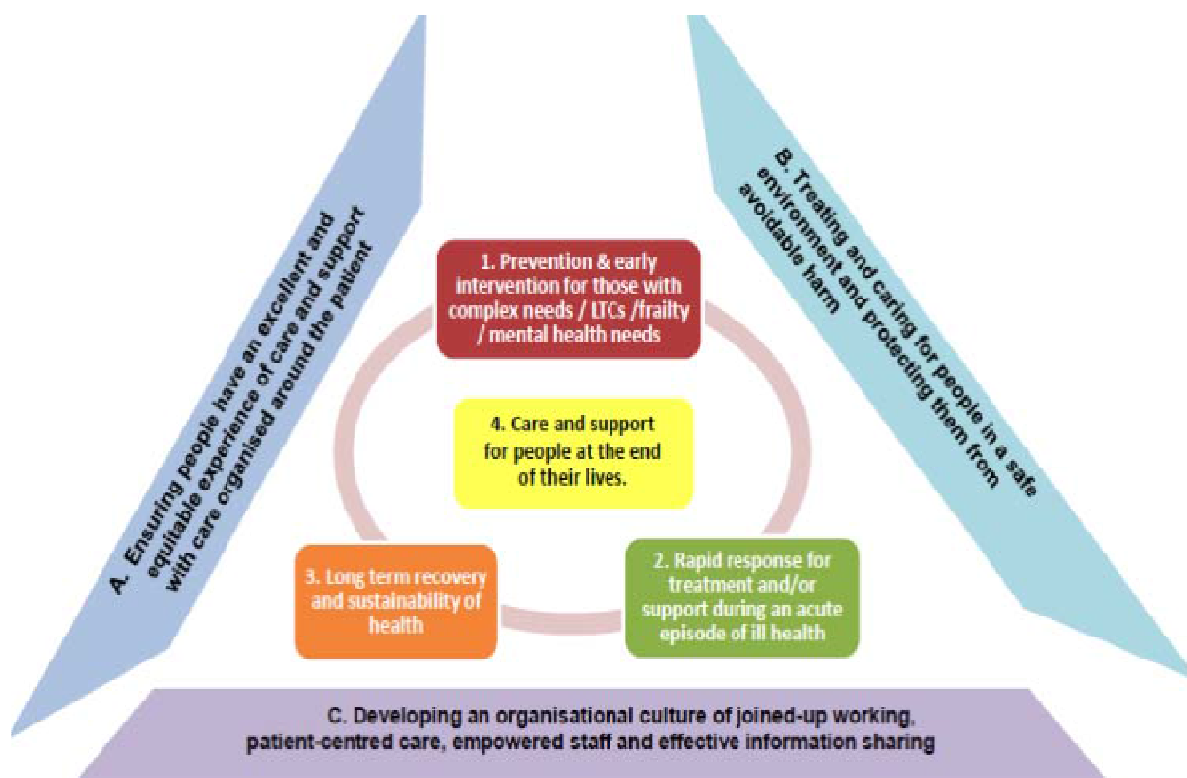 A. Ensuring people have an excellent and
equitable experience of care and support
with care organised around the patient
B. Treating and caring for people in a safe
environment and protecting them from
avoidable harm
1. Prevention & early
intervention for those with
complex needs / LTCs /frailty
/ mental health needs
4. Care and support
for people at the end
of their lives.
3. Long term recovery
and sustainability of
health
2. Rapid response for
treatment and/or
support during an acute
episode of ill health
C. Developing an organisational culture of joined-up working,
patient-centred care, empowered staff and effective information sharing